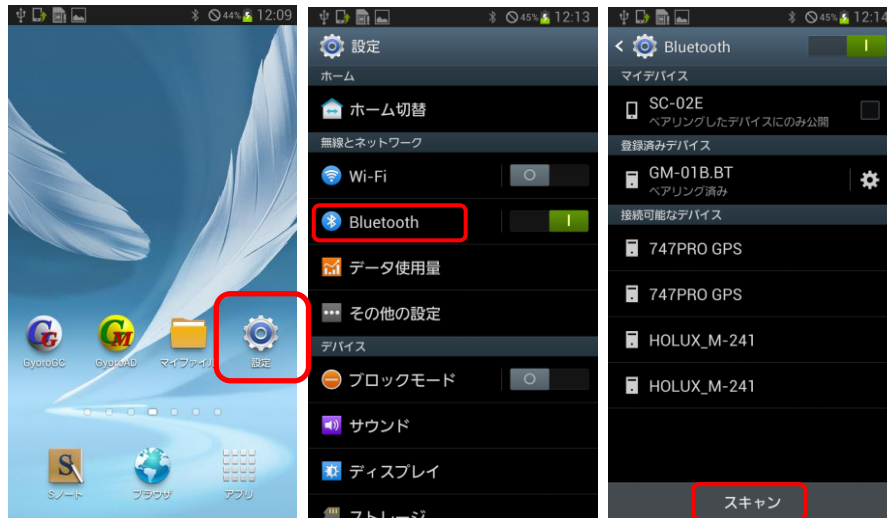 44% 12:09
GyoroGC GyoroAD マイファイル 設定
Sノート ブラウザ アプリ
45% 12:13
設定
ホーム
ホーム切替
無線とネットワーク
Wi-Fi
Bluetooth
データ使用量
その他の設定
デバイス
ブロックモード
サウンド
ディスプレイ
ストレージ
45% 12:14
Bluetooth
マイデバイス
SC-02E
ペアリングしたデバイスにのみ公開
登録済みデバイス
GM-01B.BT
ペアリング済み
接続可能なデバイス
747PRO GPS
747PRO GPS
HOLUX_M-241
HOLUX_M-241
スキャン